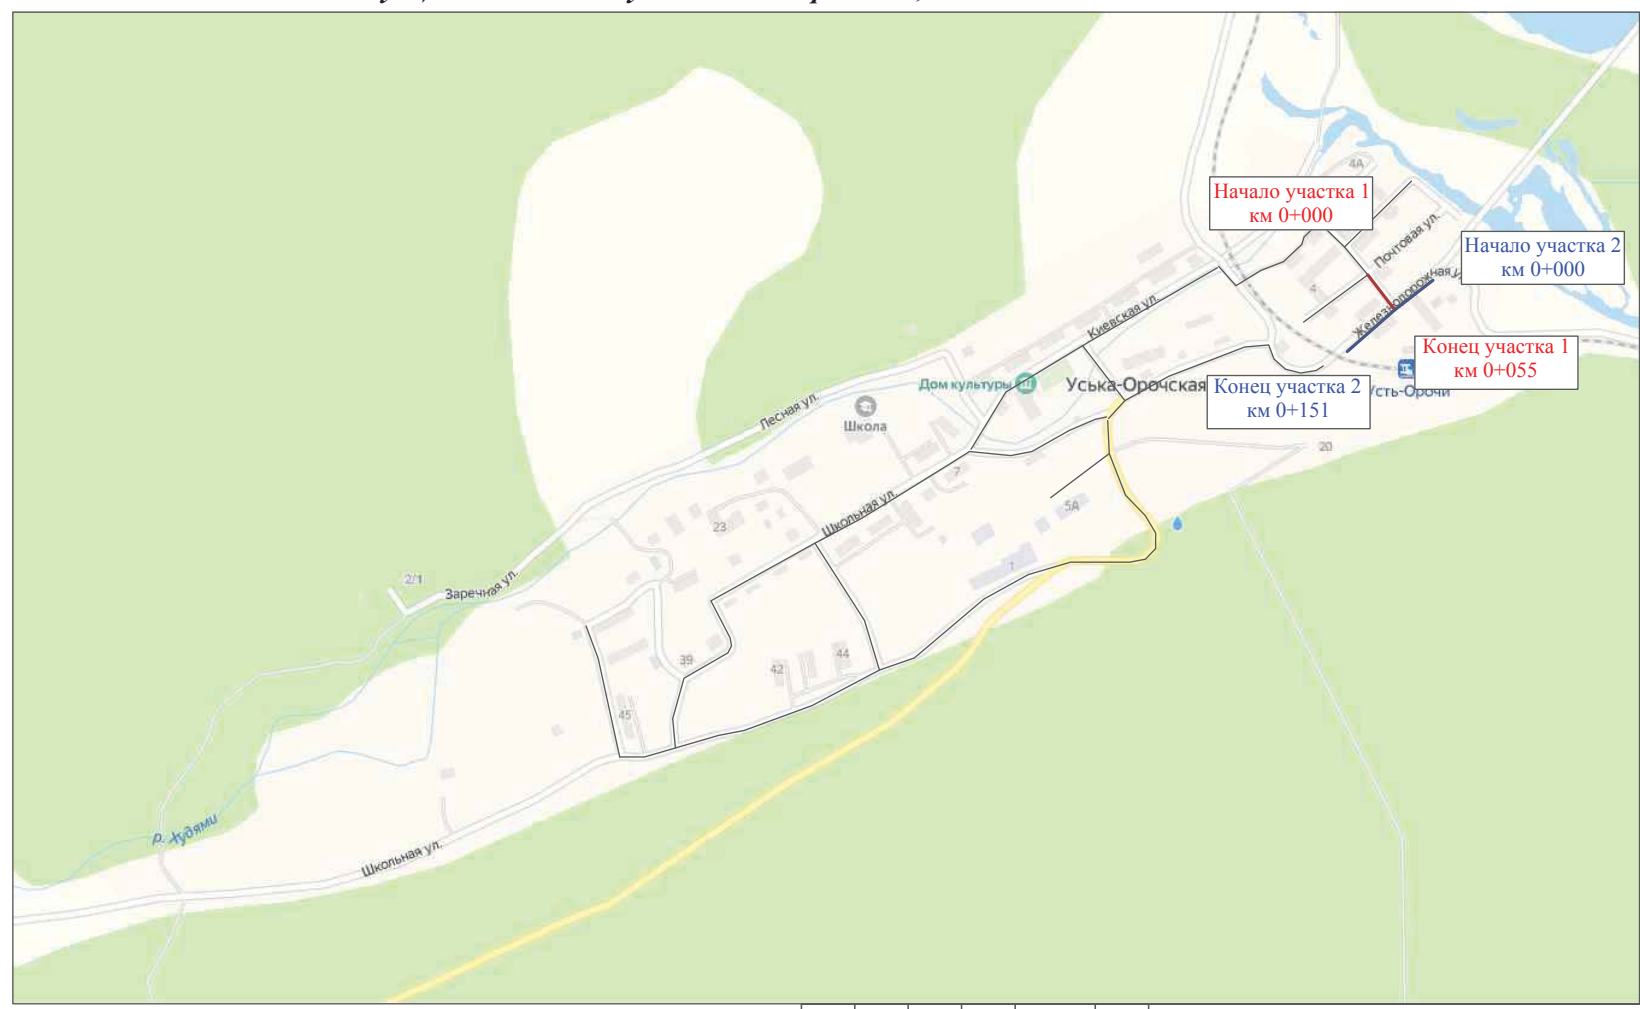 4А
Начало участка 1
км 0+000
Почтовая ул.
Начало участка 2
км 0+000
Железнодорожная
4
Киевская ул.
Конец участка 1
км 0+055
Дом культуры
Уська-Орочская
Конец участка 2
км 0+151
Усть-Орочи
Лесная ул.
Школа
20
7
Школьная ул.
5А
23
1
2/1
Заречная ул.
39
42
44
45
р. Худями
Школьная ул.